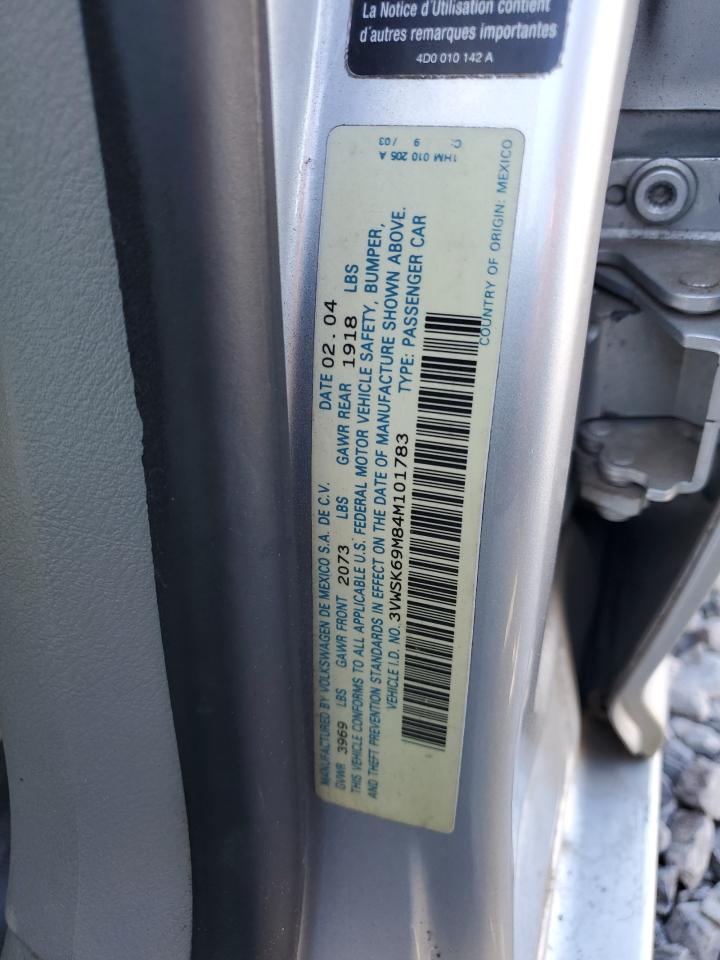 La Notice d'Utilisation contient
d'autres remarques importantes
4D0 010 142 A
1HM 010 205 A
9 /03
MANUFACTURED BY VOLKSWAGEN DE MEXICO S.A. DE C.V. DATE 02.04
GVWR 3969 LBS GAWR FRONT 2073 LBS GAWR REAR 1918 LBS
THIS VEHICLE CONFORMS TO ALL APPLICABLE U.S. FEDERAL MOTOR VEHICLE SAFETY, BUMPER,
AND THEFT PREVENTION STANDARDS IN EFFECT ON THE DATE OF MANUFACTURE SHOWN ABOVE.
VEHICLE I.D. NO. 3VWSK69M84M101783 TYPE: PASSENGER CAR
COUNTRY OF ORIGIN: MEXICO